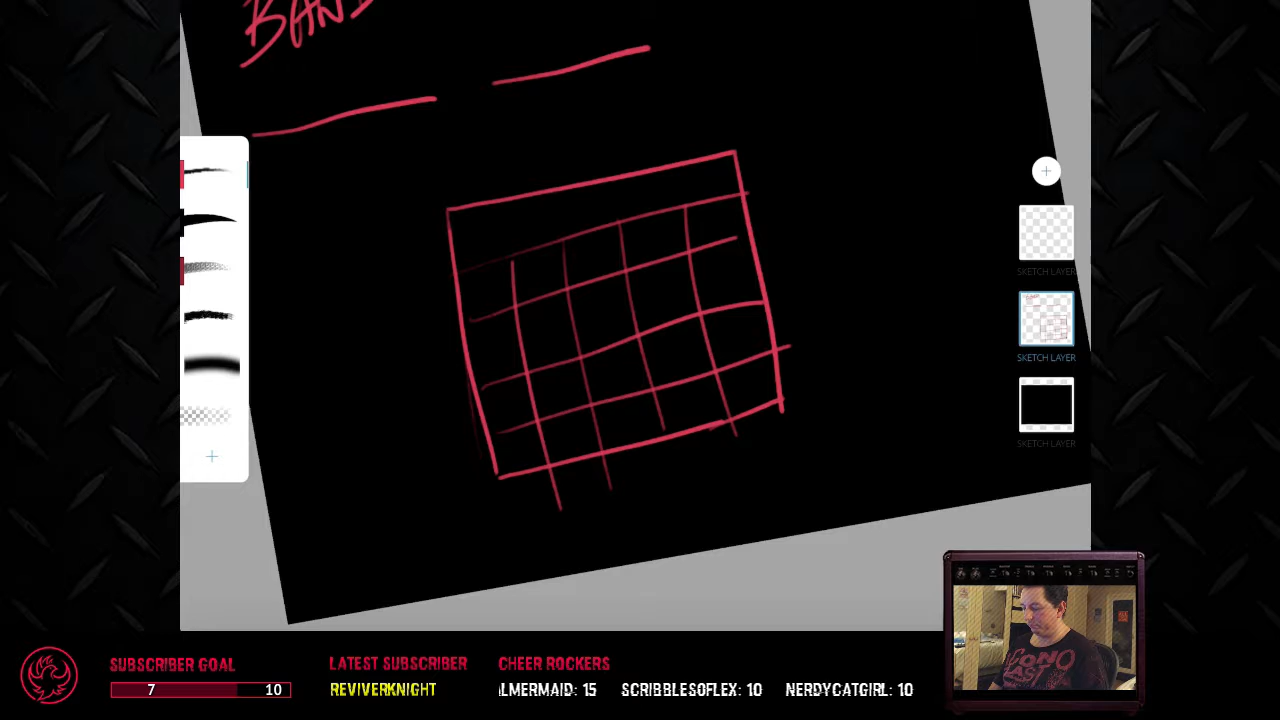 BAN
SKETCH LAYER
SKETCH LAYER
SKETCH LAYER
SUBSCRIBER GOAL
7 10
LATEST SUBSCRIBER
REVIVERKNIGHT
CHEER ROCKERS
LMERMAID: 15 SCRIBBLESOFLEX: 10 NERDYCATGIRL: 10